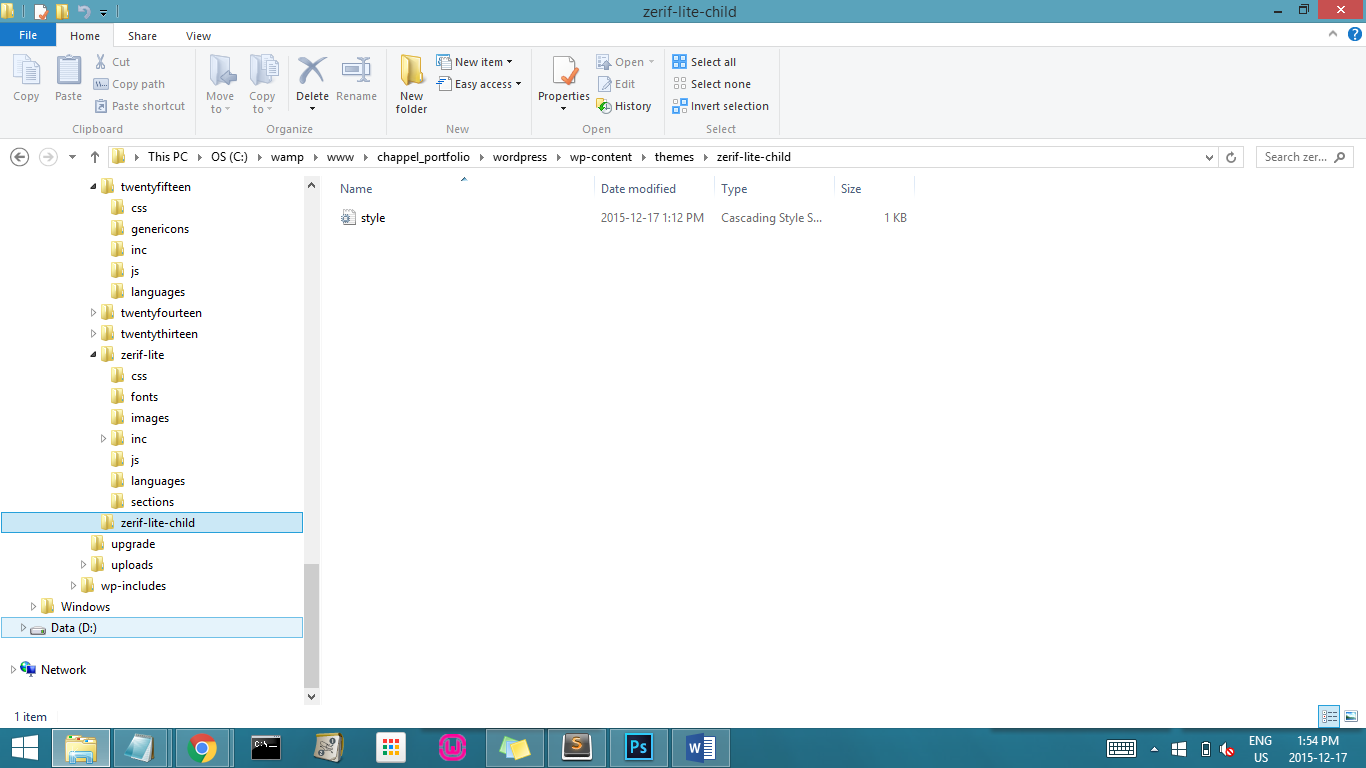 zerif-lite-child
File Home Share View
Copy
Paste
Cut
Copy path
Paste shortcut
Clipboard
Move to
Copy to
Delete
Rename
Organize
New folder
New item
Easy access
New
Properties
Open
Edit
History
Open
Select all
Select none
Invert selection
Select
This PC OS (C:) wamp www chappel_portfolio wordpress wp-content themes zerif-lite-child
Search zer...
twentyfifteen
css
genericons
inc
js
languages
twentyfourteen
twentythirteen
zerif-lite
css
fonts
images
inc
js
languages
sections
zerif-lite-child
upgrade
uploads
wp-includes
Windows
Data (D:)
Network
Name Date modified Type Size
style 2015-12-17 1:12 PM Cascading Style S... 1 KB
1 item
C:\_
S
Ps
W
ENG
US
1:54 PM
2015-12-17